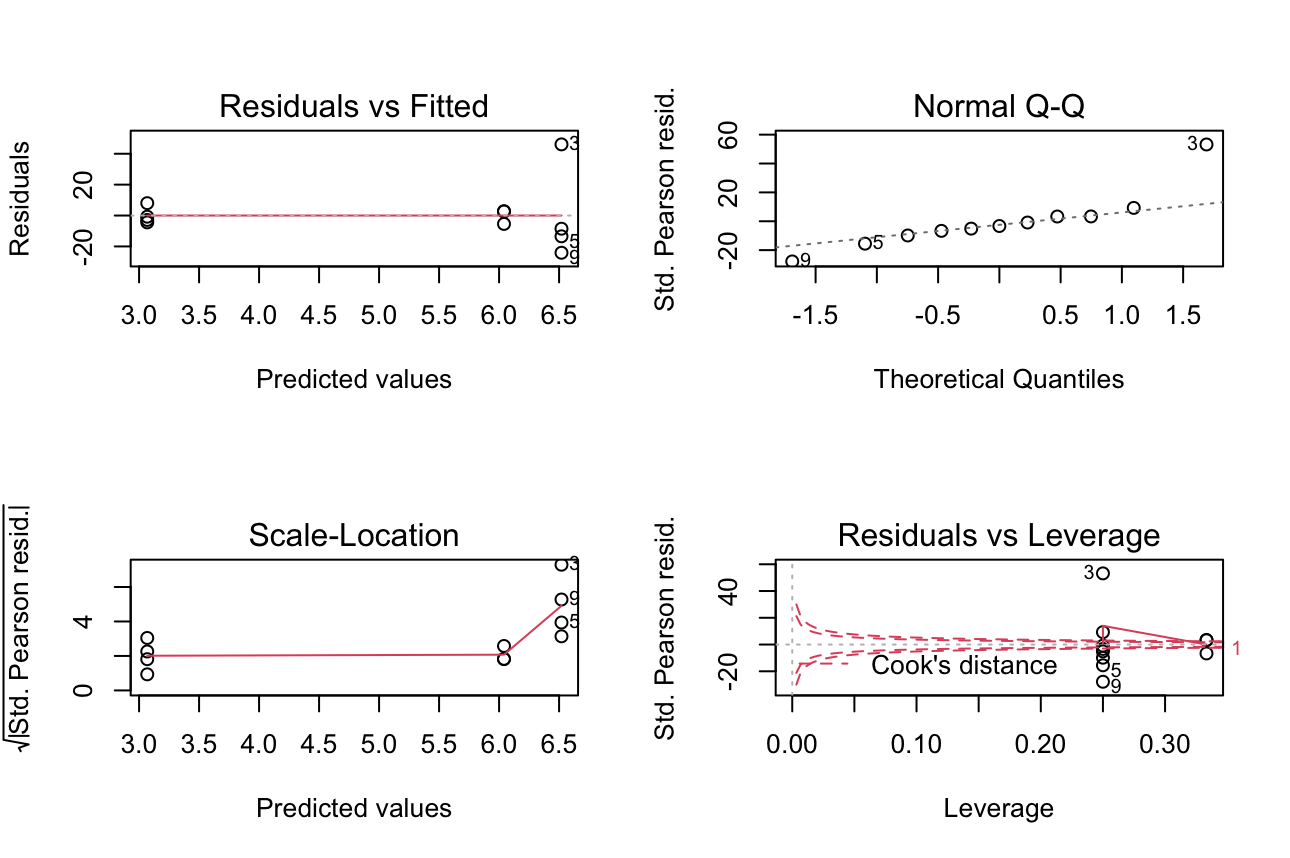 Residuals vs Fitted
Residuals
20
-20
3
5
9
3.0 3.5 4.0 4.5 5.0 5.5 6.0 6.5
Predicted values
Normal Q-Q
Std. Pearson resid.
60
20
-20
3
5
9
-1.5 -0.5 0.5 1.0 1.5
Theoretical Quantiles
Scale-Location
√|Std. Pearson resid.|
4
0
3
9
5
3.0 3.5 4.0 4.5 5.0 5.5 6.0 6.5
Predicted values
Residuals vs Leverage
Std. Pearson resid.
40
-20
3
1
Cook's distance
5
9
0.00 0.10 0.20 0.30
Leverage